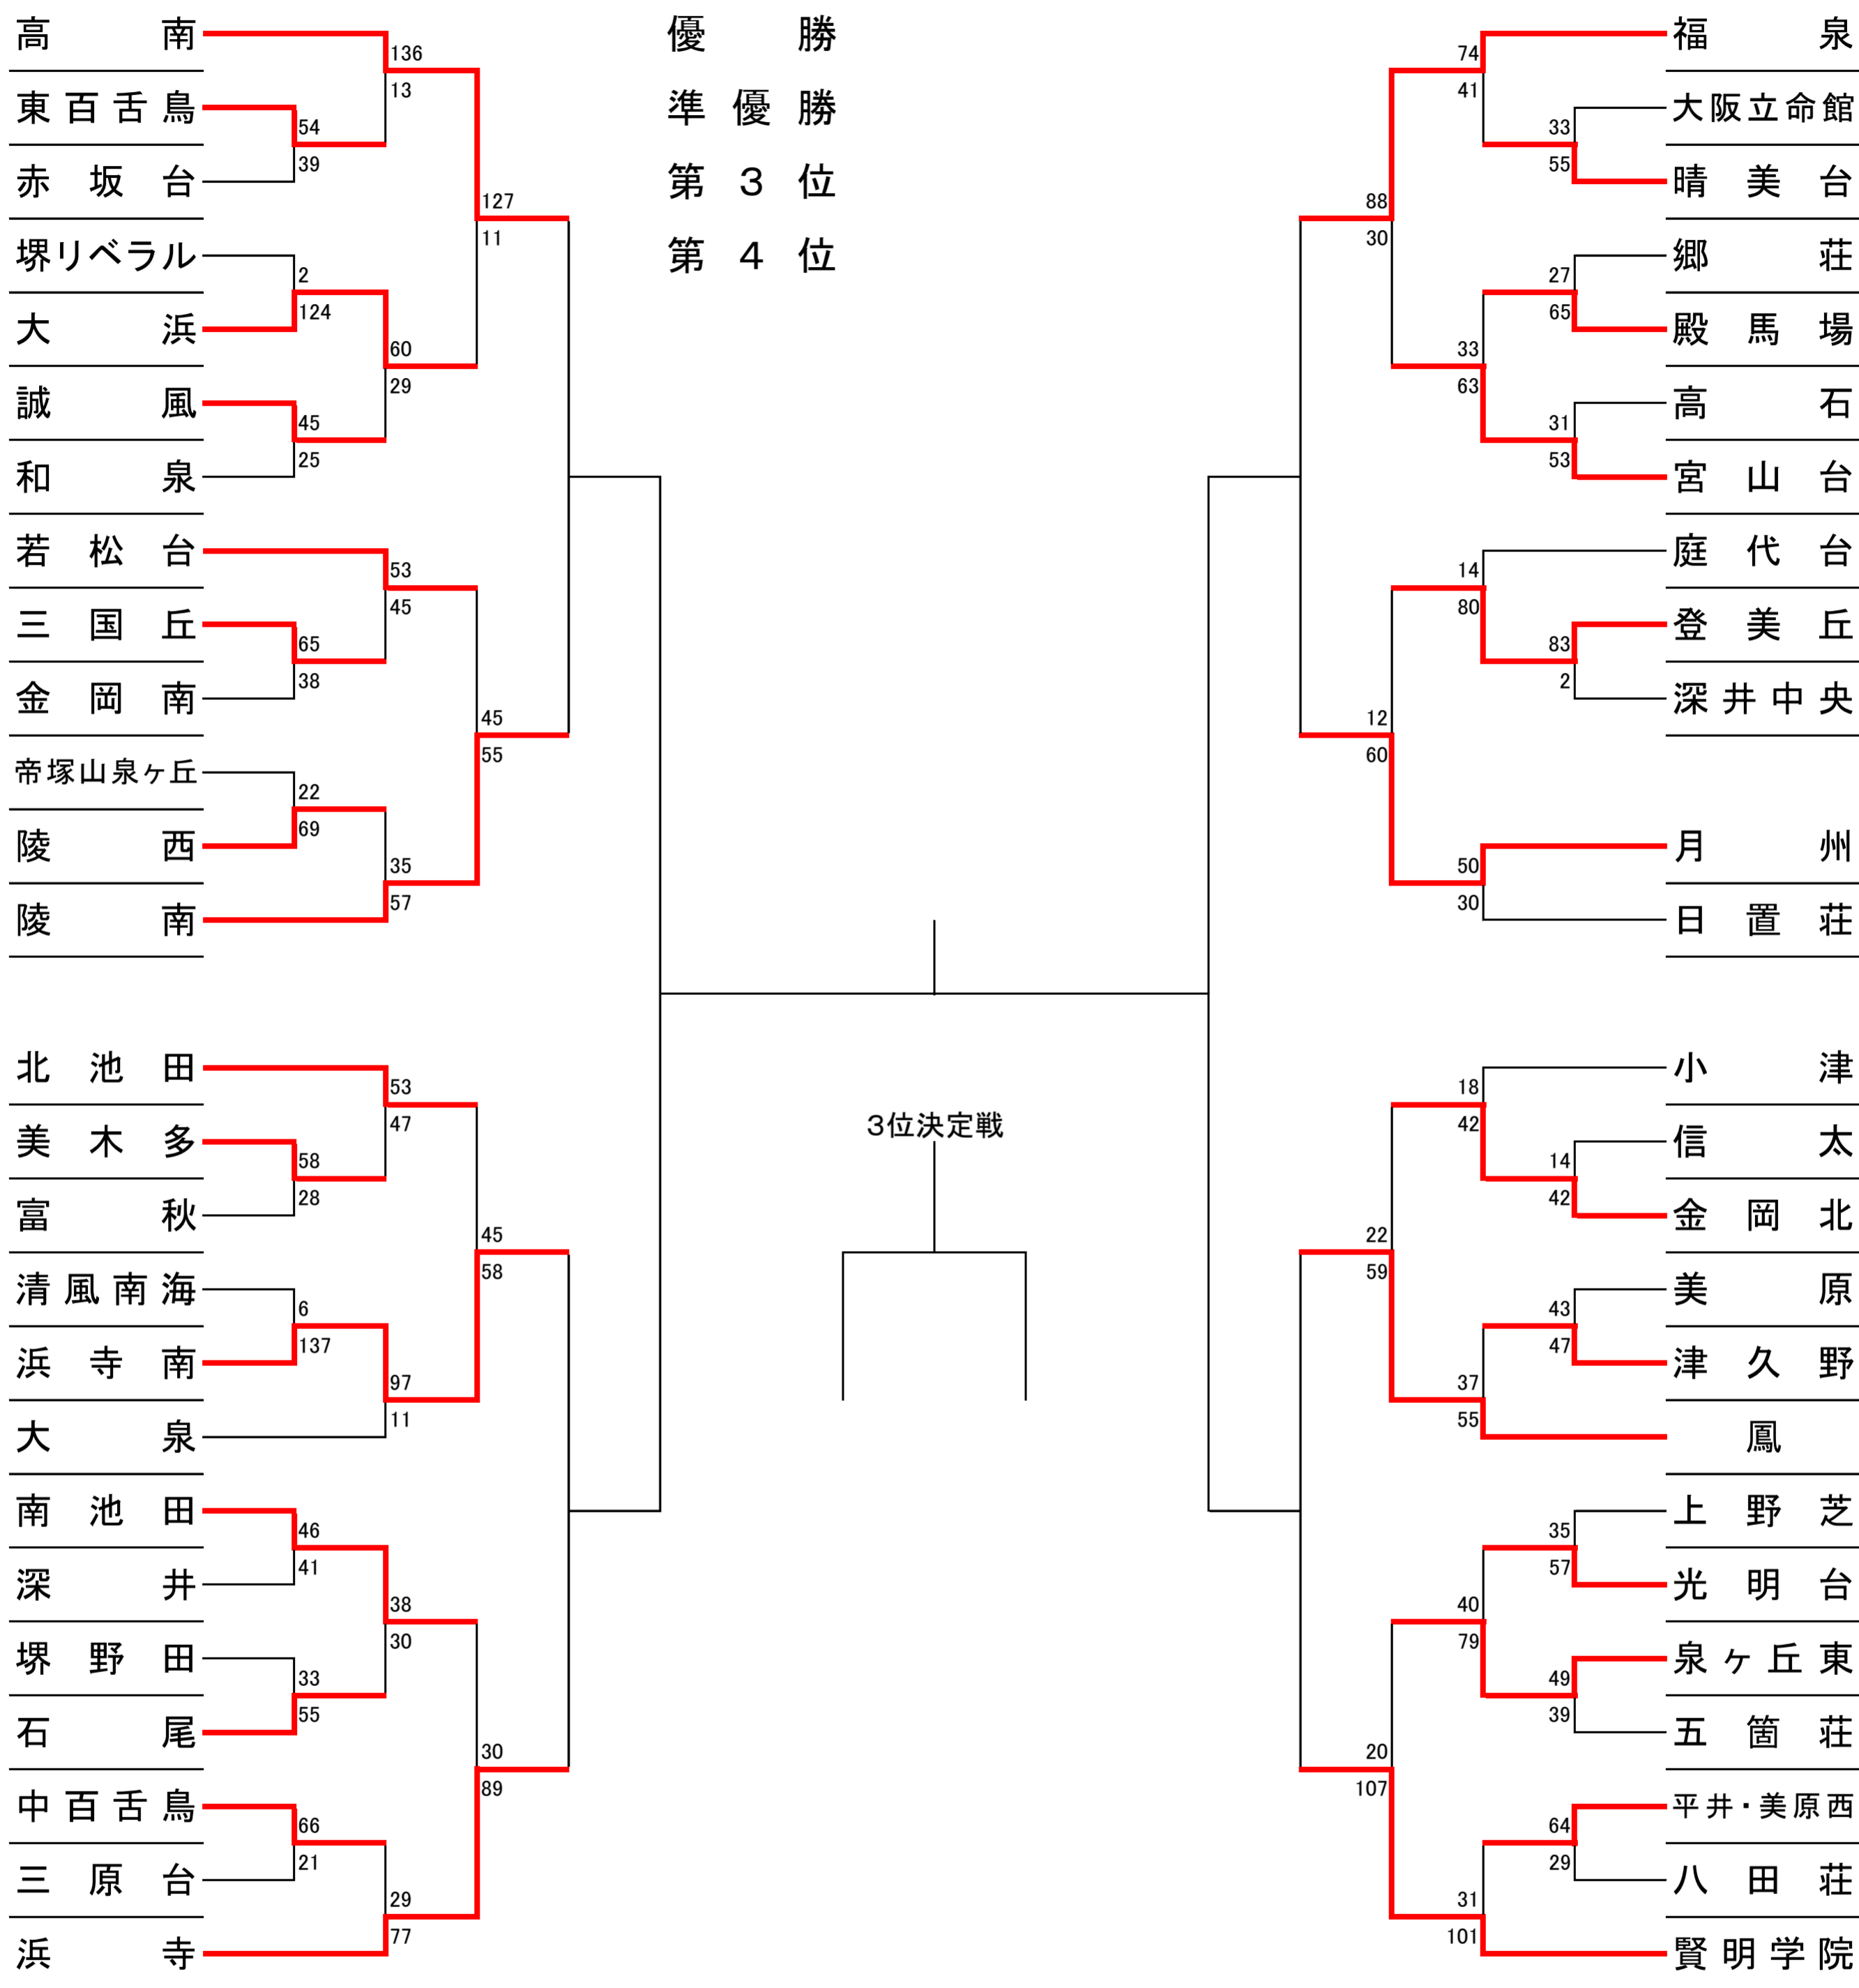 高南
136
13
東百舌鳥
54
39
赤坂台
127
11
堺リベラル
2
124
大浜
60
29
誠風
45
25
和泉
若松台
53
45
三国丘
65
38
金岡南
45
55
帝塚山泉ヶ丘
22
69
陵西
35
57
陵南
北池田
53
47
美木多
58
28
富秋
45
58
清風南海
6
137
浜寺南
97
11
大泉
南池田
46
41
深井
38
30
堺野田
33
55
石尾
30
89
中百舌鳥
66
21
三原台
29
77
浜寺
優勝
準優勝
第3位
第4位
3位決定戦
福泉
74
41
大阪立命館
33
55
晴美台
88
30
郷荘
27
65
殿馬場
33
63
高石
31
53
宮山台
庭代台
14
80
登美丘
83
2
深井中央
12
60
月州
50
30
日置荘
小津
18
42
信太
14
42
金岡北
22
59
美原
43
47
津久野
37
55
鳳
上野芝
35
57
光明台
40
79
泉ヶ丘東
49
39
五箇荘
20
107
平井・美原西
64
29
八田荘
31
101
賢明学院